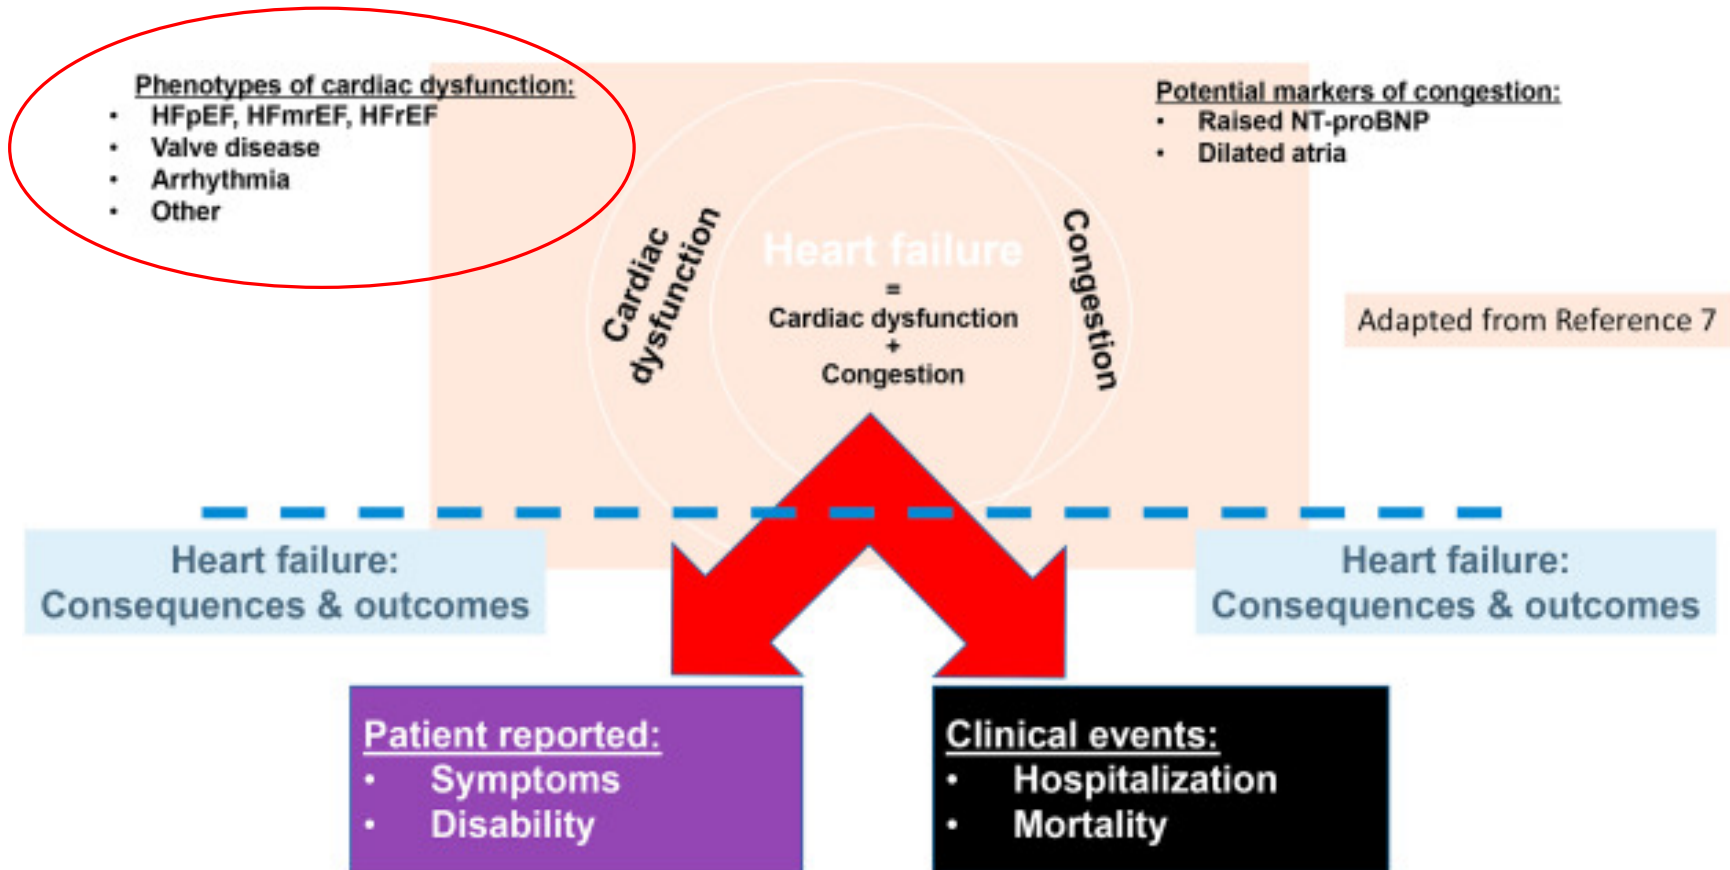 Phenotypes of cardiac dysfunction:
• HFpEF, HFmrEF, HFrEF
• Valve disease
• Arrhythmia
• Other
Potential markers of congestion:
• Raised NT-proBNP
• Dilated atria
Cardiac
dysfunction
Heart failure
=
Cardiac dysfunction
+
Congestion
Congestion
Adapted from Reference 7
Heart failure:
Consequences & outcomes
Heart failure:
Consequences & outcomes
Patient reported:
• Symptoms
• Disability
Clinical events:
• Hospitalization
• Mortality